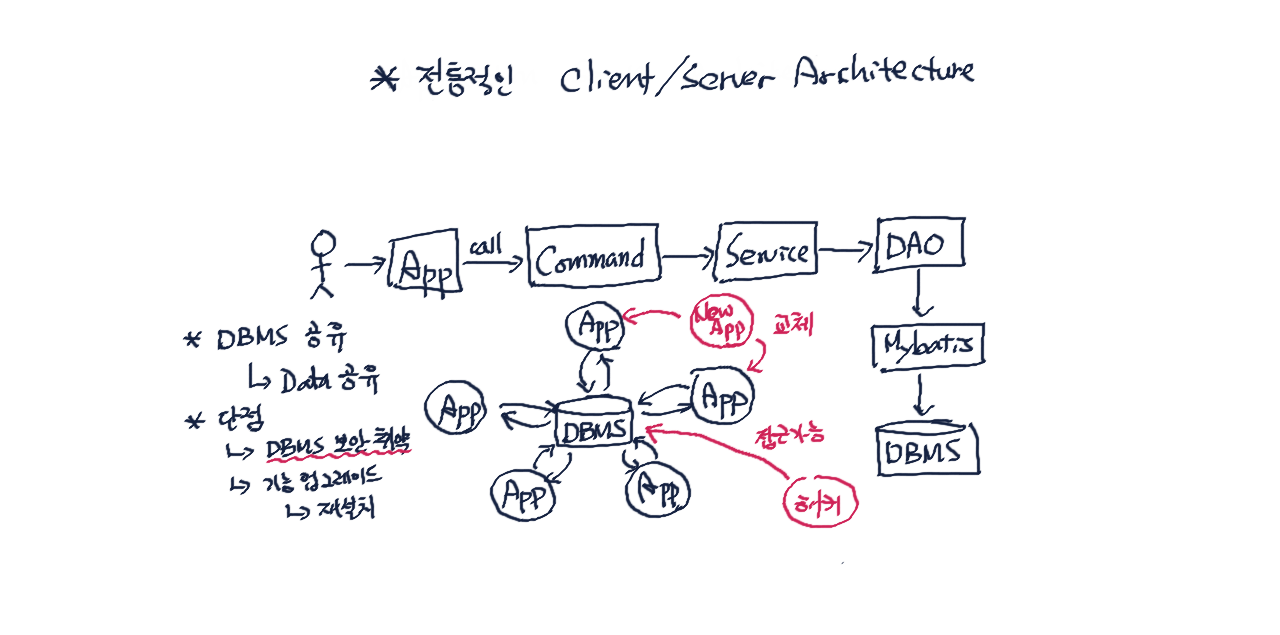 * 전통적인 Client/Server Architecture
App
call
Command
Service
DAO
Mybatis
DBMS
* DBMS 공유
↳ Data 공유
* 단점
↳ DBMS 보안 취약
↳ 기능 업그레이드
↳ 재설치
App
New App
교체
App
App
DBMS
접근가능
App
App
해커